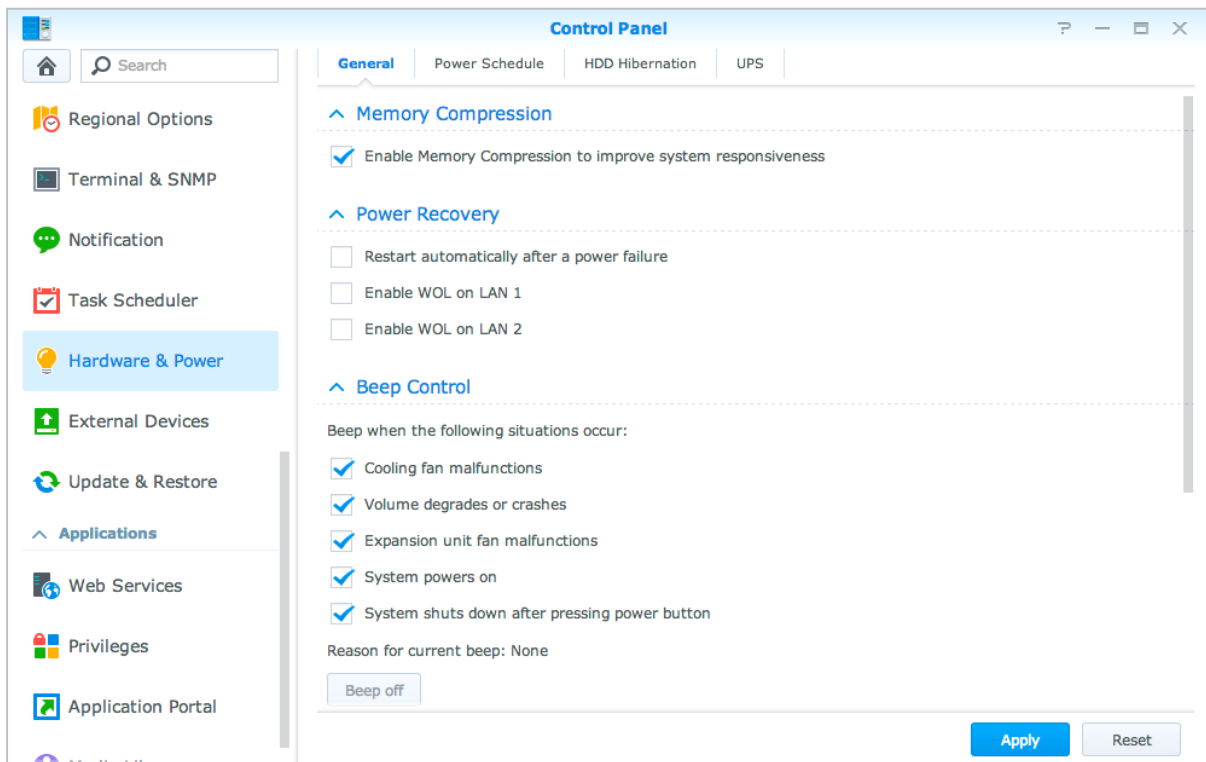 Control Panel
Search
General Power Schedule HDD Hibernation UPS
Regional Options
Terminal & SNMP
Notification
Task Scheduler
Hardware & Power
External Devices
Update & Restore
Applications
Web Services
Privileges
Application Portal
Memory Compression
Enable Memory Compression to improve system responsiveness
Power Recovery
Restart automatically after a power failure
Enable WOL on LAN 1
Enable WOL on LAN 2
Beep Control
Beep when the following situations occur:
Cooling fan malfunctions
Volume degrades or crashes
Expansion unit fan malfunctions
System powers on
System shuts down after pressing power button
Reason for current beep: None
Beep off
Apply Reset